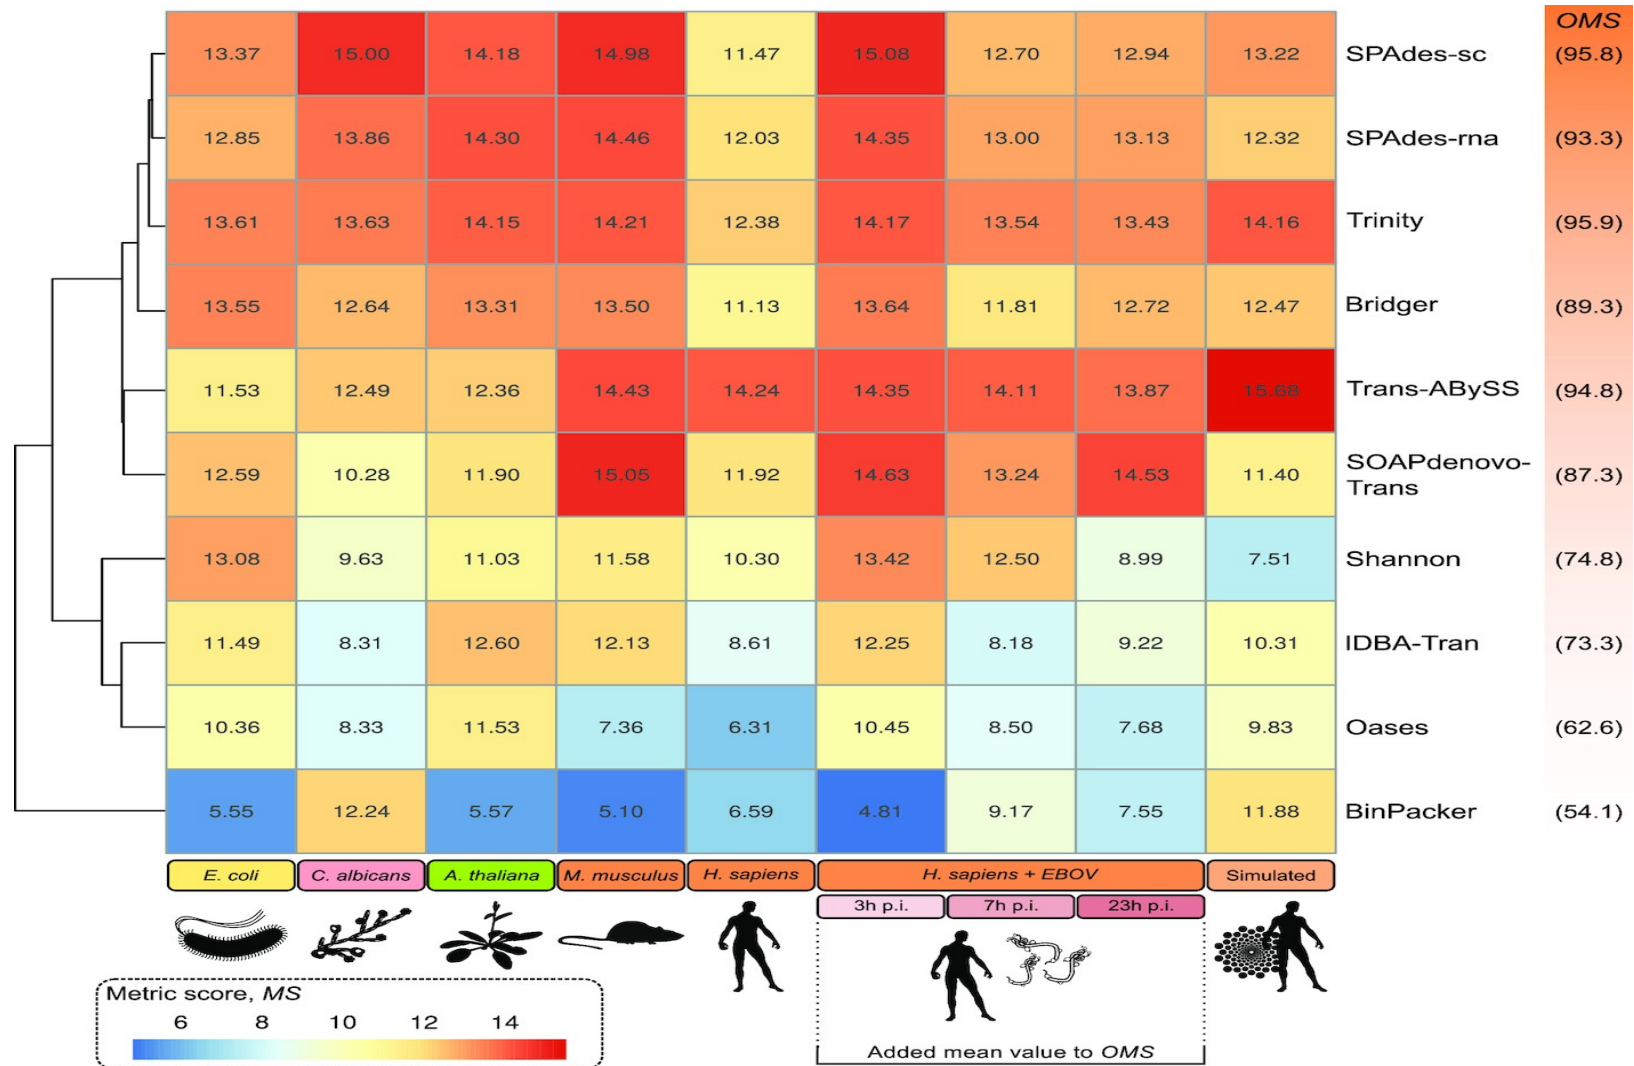 OMS
13.37 15.00 14.18 14.98 11.47 15.08 12.70 12.94 13.22 SPAdes-sc (95.8)
12.85 13.86 14.30 14.46 12.03 14.35 13.00 13.13 12.32 SPAdes-rna (93.3)
13.61 13.63 14.15 14.21 12.38 14.17 13.54 13.43 14.16 Trinity (95.9)
13.55 12.64 13.31 13.50 11.13 13.64 11.81 12.72 12.47 Bridger (89.3)
11.53 12.49 12.36 14.43 14.24 14.35 14.11 13.87 15.68 Trans-ABySS (94.8)
12.59 10.28 11.90 15.05 11.92 14.63 13.24 14.53 11.40 SOAPdenovo-
Trans (87.3)
13.08 9.63 11.03 11.58 10.30 13.42 12.50 8.99 7.51 Shannon (74.8)
11.49 8.31 12.60 12.13 8.61 12.25 8.18 9.22 10.31 IDBA-Tran (73.3)
10.36 8.33 11.53 7.36 6.31 10.45 8.50 7.68 9.83 Oases (62.6)
5.55 12.24 5.57 5.10 6.59 4.81 9.17 7.55 11.88 BinPacker (54.1)
E. coli C. albicans A. thaliana M. musculus H. sapiens H. sapiens + EBOV Simulated
3h p.i. 7h p.i. 23h p.i.
Metric score, MS
6 8 10 12 14
Added mean value to OMS